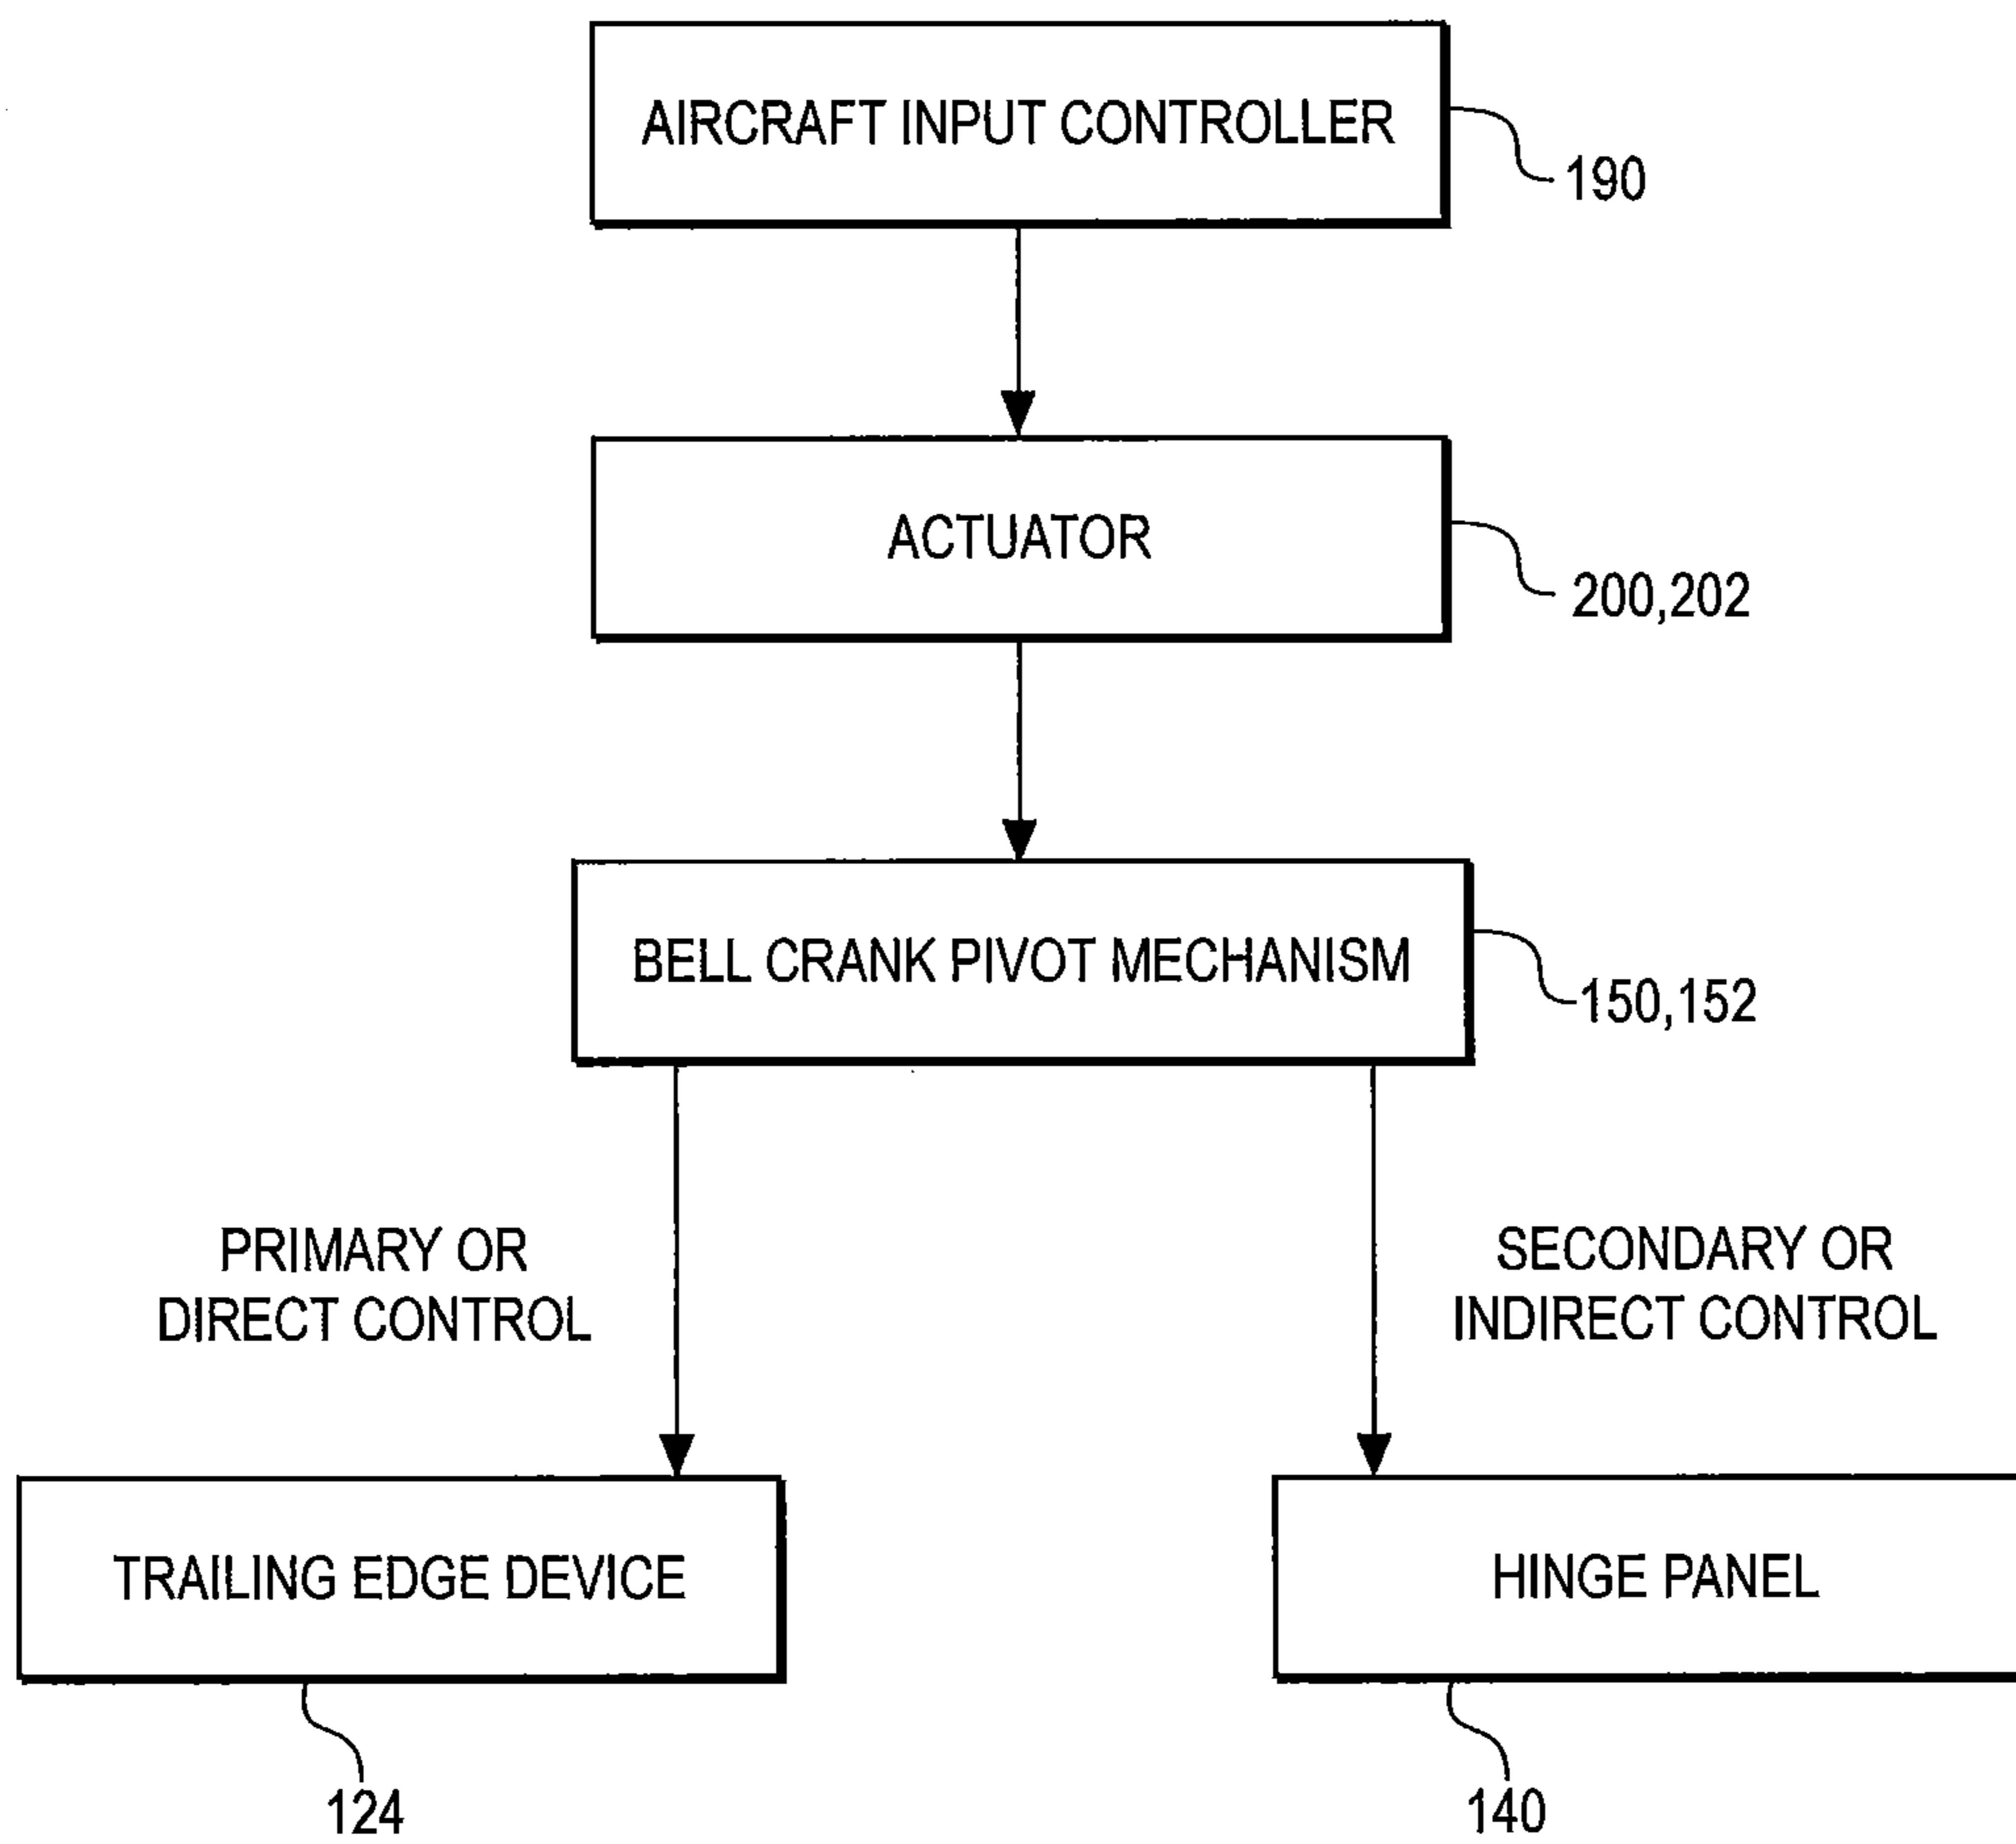 AIRCRAFT INPUT CONTROLLER
190
ACTUATOR
200,202
BELL CRANK PIVOT MECHANISM
150,152
PRIMARY OR
DIRECT CONTROL
SECONDARY OR
INDIRECT CONTROL
TRAILING EDGE DEVICE
HINGE PANEL
124
140